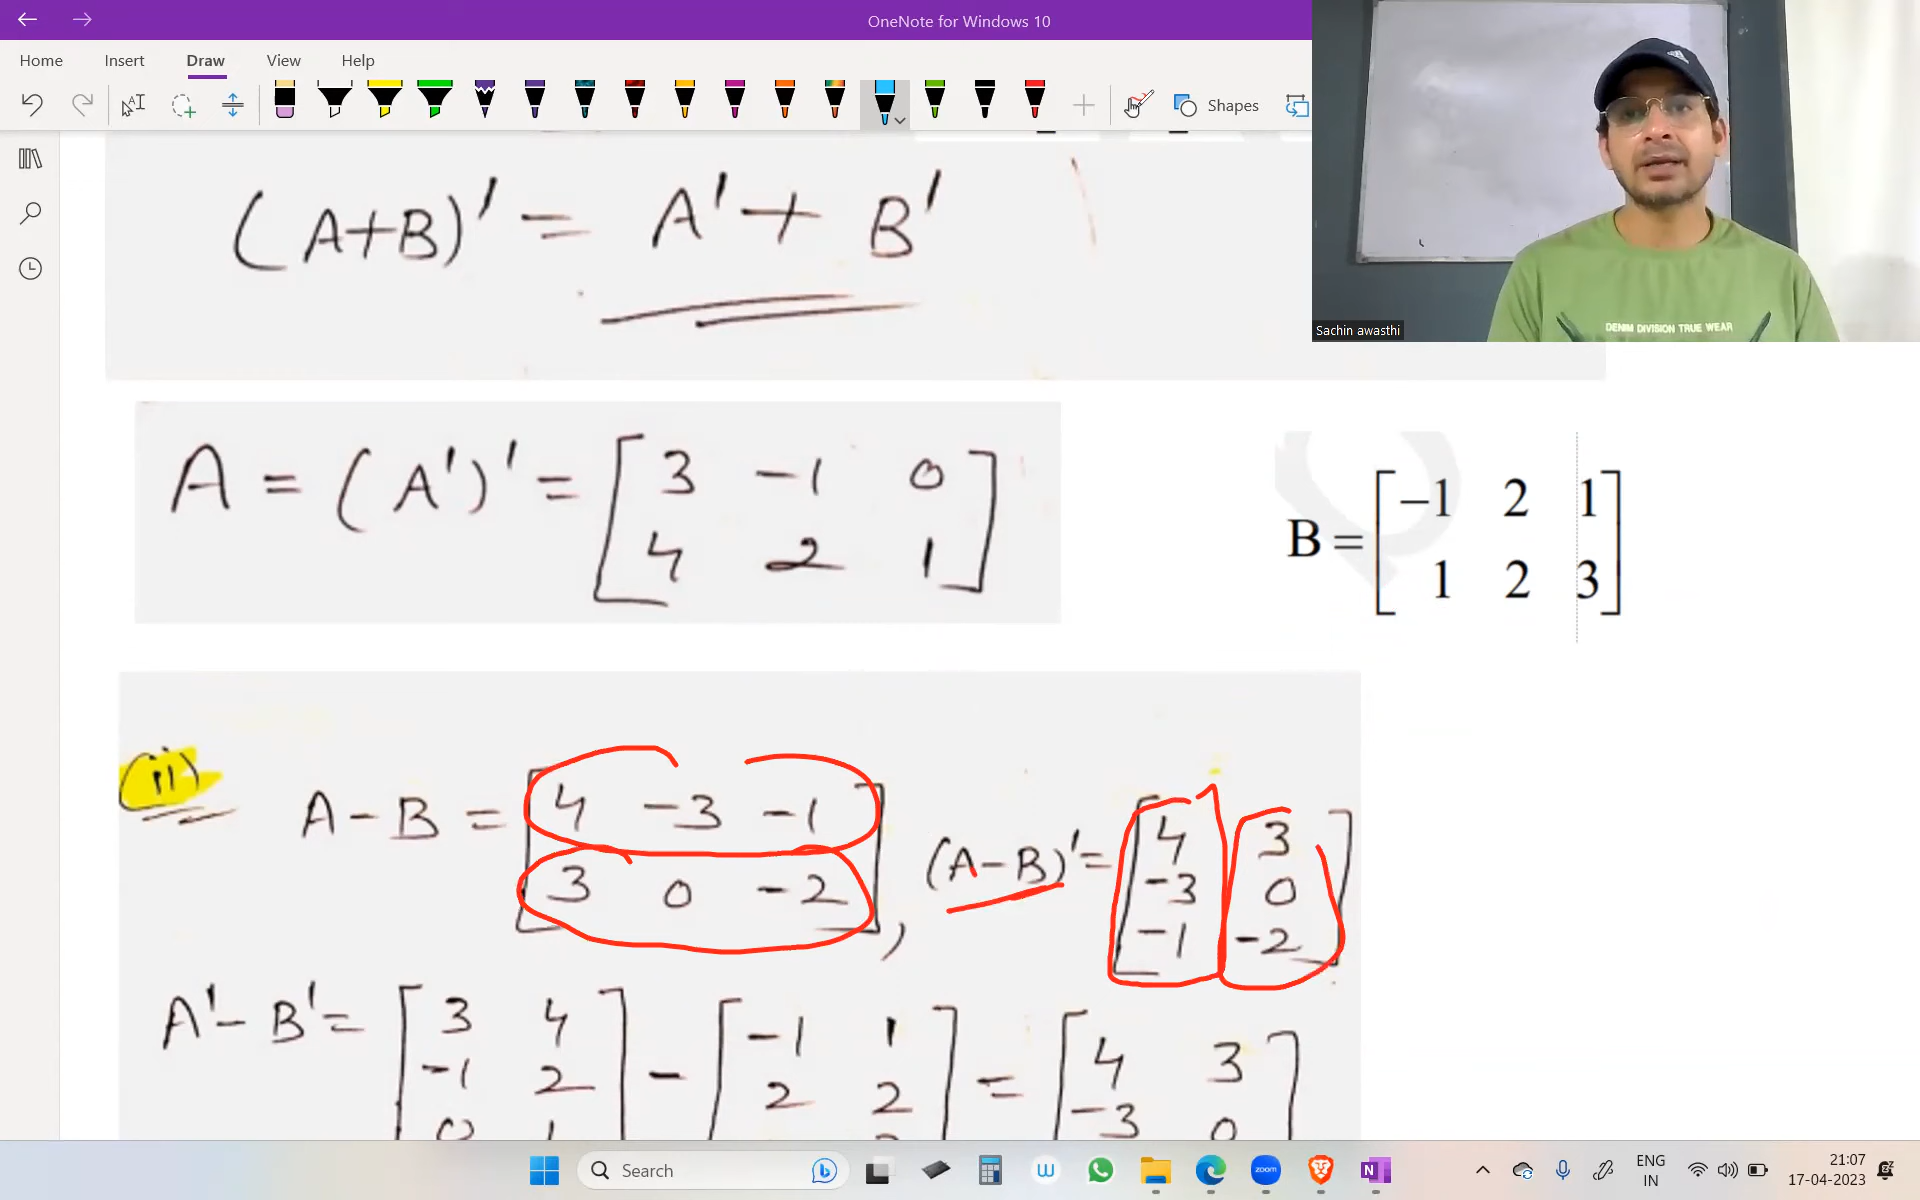 OneNote for Windows 10
Home Insert Draw View Help
Shapes
(A+B)' = A' + B'
DENIM DIVISION TRUE WEAR
Sachin awasthi
A = (A')' = [3 -1 0
4 2 1]
B = [−1 2 1
1 2 3]
(ii) A-B = [4 -3 -1
3 0 -2], (A-B)' = [4 3
-3 0
-1 -2]
A'- B' = [3 4
-1 2
0 1] - [-1 1
2 2
] = [4 3
-3 0
Search
ENG
IN
21:07
17-04-2023
zoom